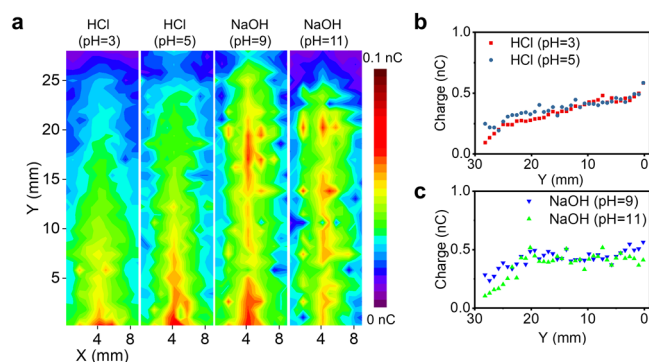 a
HCl
(pH=3)
HCl
(pH=5)
NaOH
(pH=9)
NaOH
(pH=11)
0.1 nC
0 nC
25
20
15
10
5
Y (mm)
4 8 4 8 4 8 4 8
X (mm)
b
HCl (pH=3)
HCl (pH=5)
1.0
0.5
0.0
Charge (nC)
30 20 10 0
Y (mm)
c
NaOH (pH=9)
NaOH (pH=11)
1.0
0.5
0.0
Charge (nC)
30 20 10 0
Y (mm)